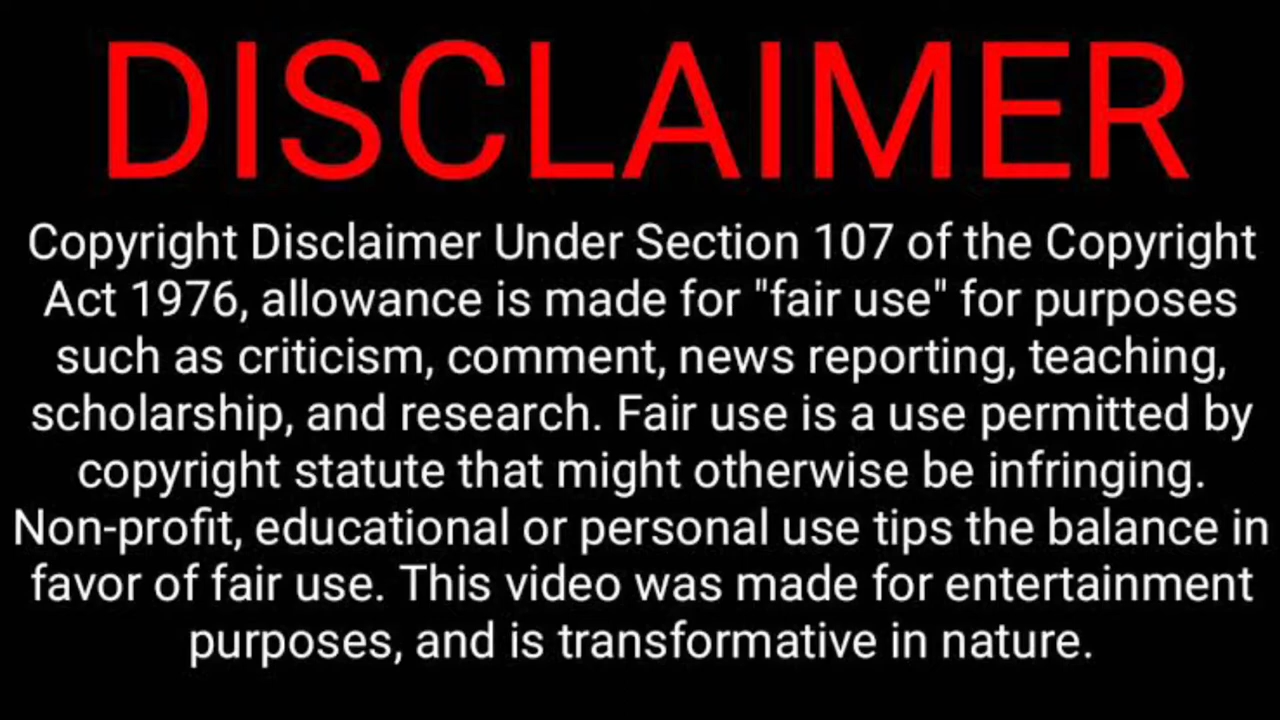 DISCLAIMER
Copyright Disclaimer Under Section 107 of the Copyright
Act 1976, allowance is made for "fair use" for purposes
such as criticism, comment, news reporting, teaching,
scholarship, and research. Fair use is a use permitted by
copyright statute that might otherwise be infringing.
Non-profit, educational or personal use tips the balance in
favor of fair use. This video was made for entertainment
purposes, and is transformative in nature.